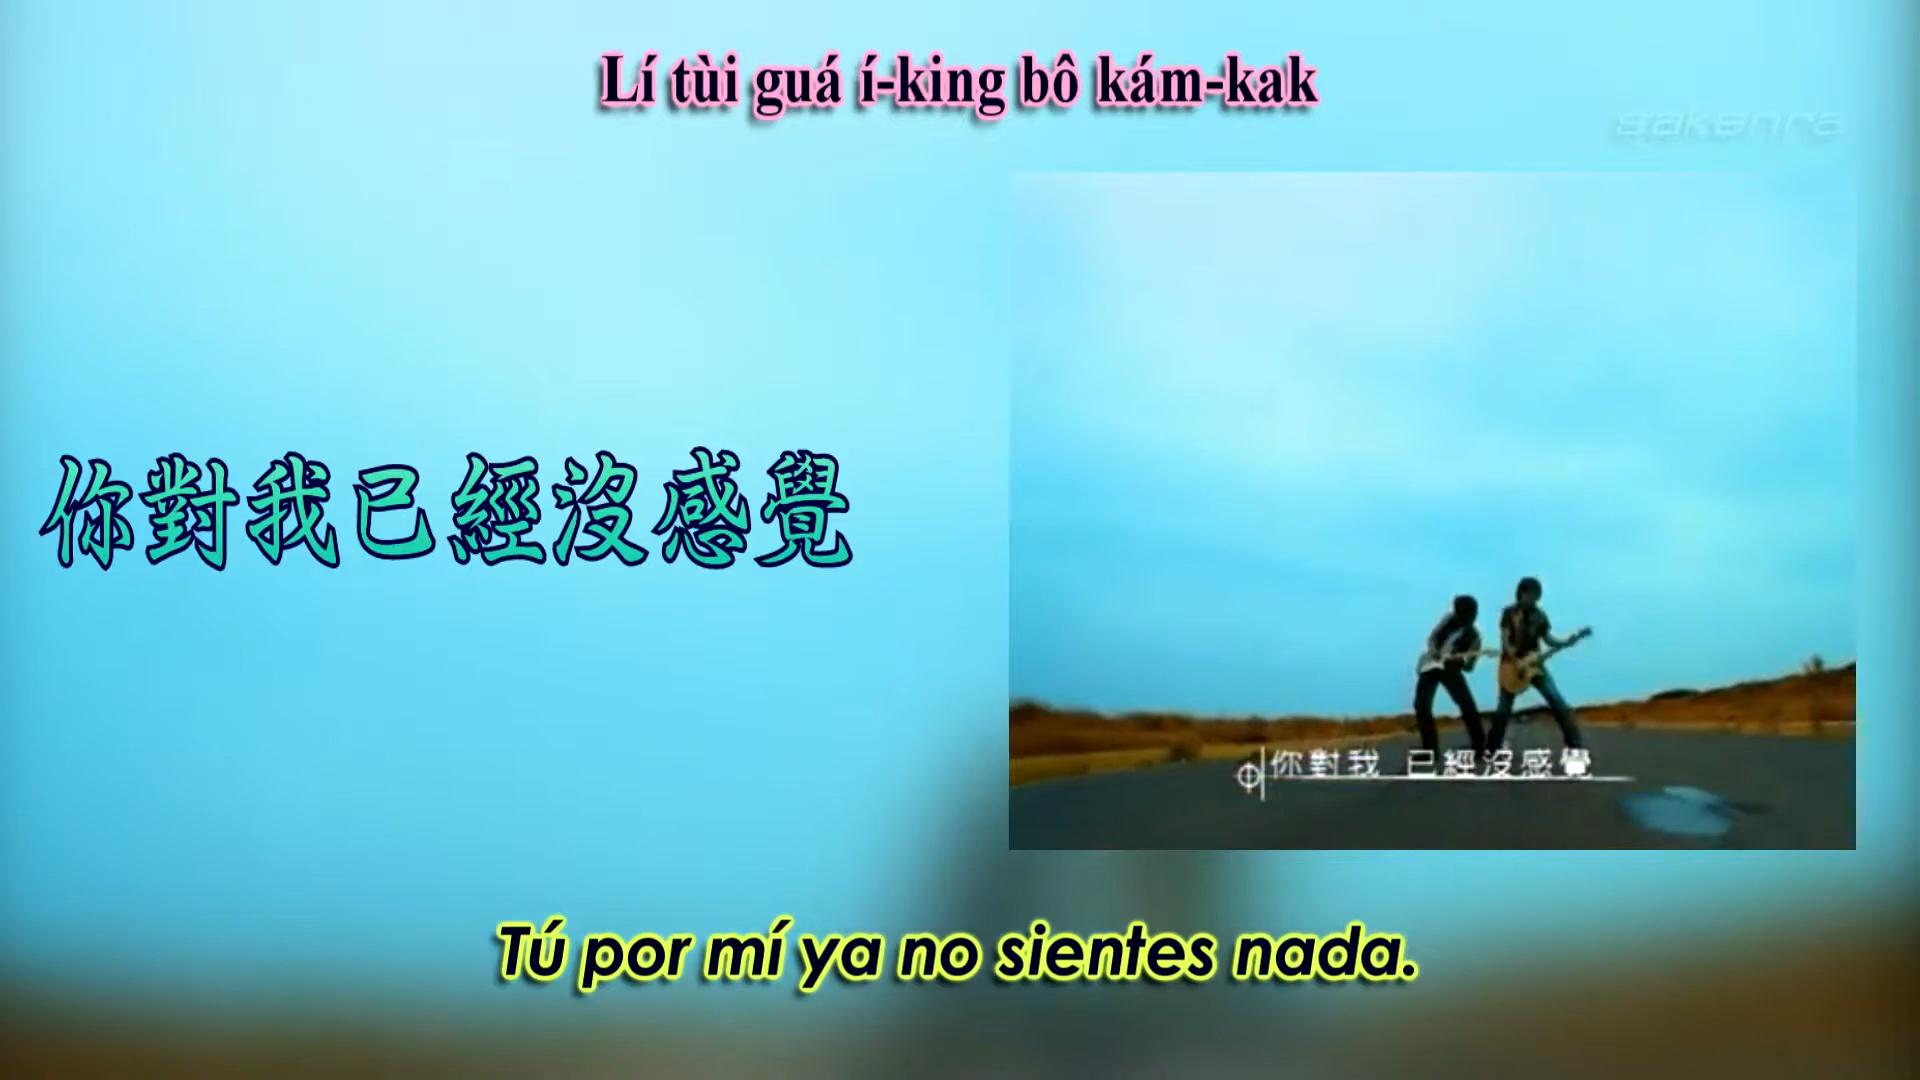 Lí tùi guá í-king bô kám-kak
sakenra
你對我已經沒感覺
你對我 已經沒感覺
Tú por mí ya no sientes nada.